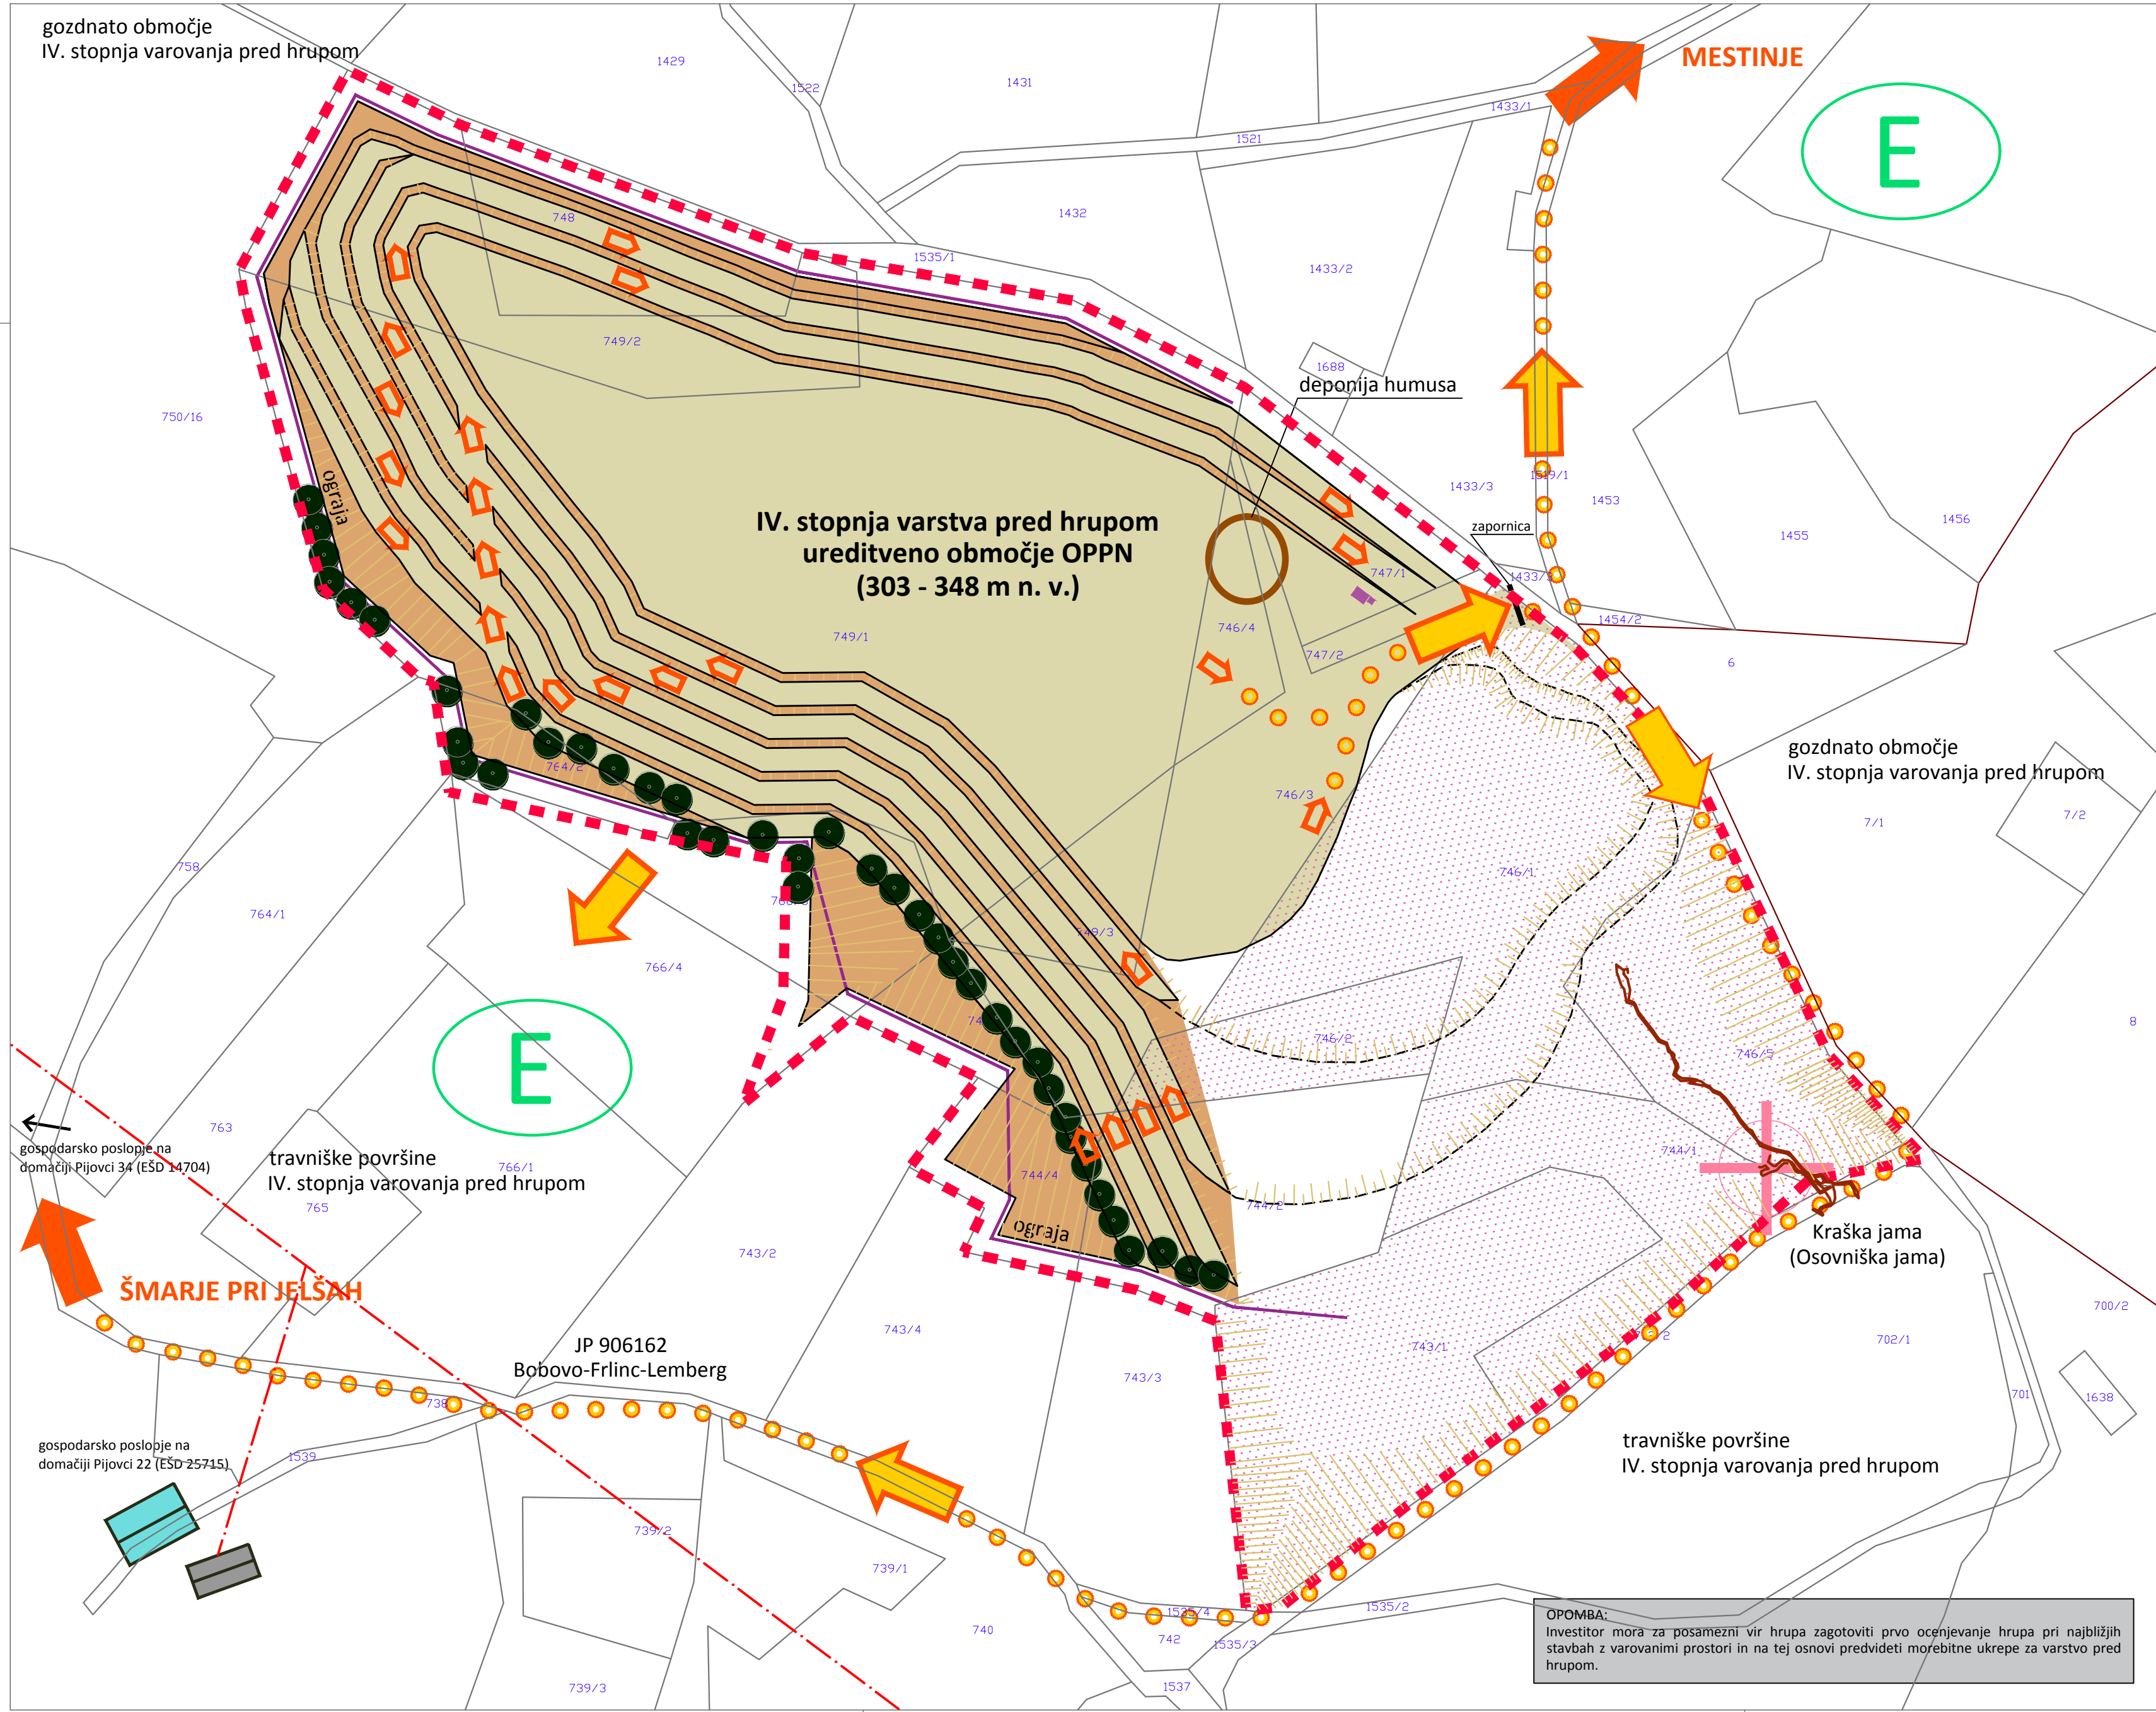 gozdnato območje
IV. stopnja varovanja pred hrupom
MESTINJE
E
1429
1522
1431
1433/1
1521
748
1432
1535/1
1433/2
749/2
1688
deponija humusa
750/16
ograja
1433/3
1519/1
1453
1456
1455
zapornica
IV. stopnja varstva pred hrupom
ureditveno območje OPPN
(303 - 348 m n. v.)
747/1
1433/3
1454/2
746/4
749/1
747/2
6
gozdnato območje
IV. stopnja varovanja pred hrupom
764/2
746/3
7/1
7/2
758
746/1
764/1
749/3
766/4
8
746/2
746/5
E
763
gospodarsko poslopje na
domačiji Pijovci 34 (EŠD 14704)
travniške površine
IV. stopnja varovanja pred hrupom
766/1
765
744/4
744/1
744/2
ograja
Kraška jama
(Osovniška jama)
743/2
ŠMARJE PRI JELŠAH
700/2
743/4
743/1
702/1
JP 906162
Bobovo-Frlinc-Lemberg
743/3
701
1638
738
gospodarsko poslopje na
domačiji Pijovci 22 (EŠD 25715)
1539
travniške površine
IV. stopnja varovanja pred hrupom
739/2
739/1
1535/4
1535/2
740
742
1535/3
739/3
1537
OPOMBA:
Investitor mora za posamezni vir hrupa zagotoviti prvo ocenjevanje hrupa pri najbližjih
stavbah z varovanimi prostori in na tej osnovi predvideti morebitne ukrepe za varstvo pred
hrupom.